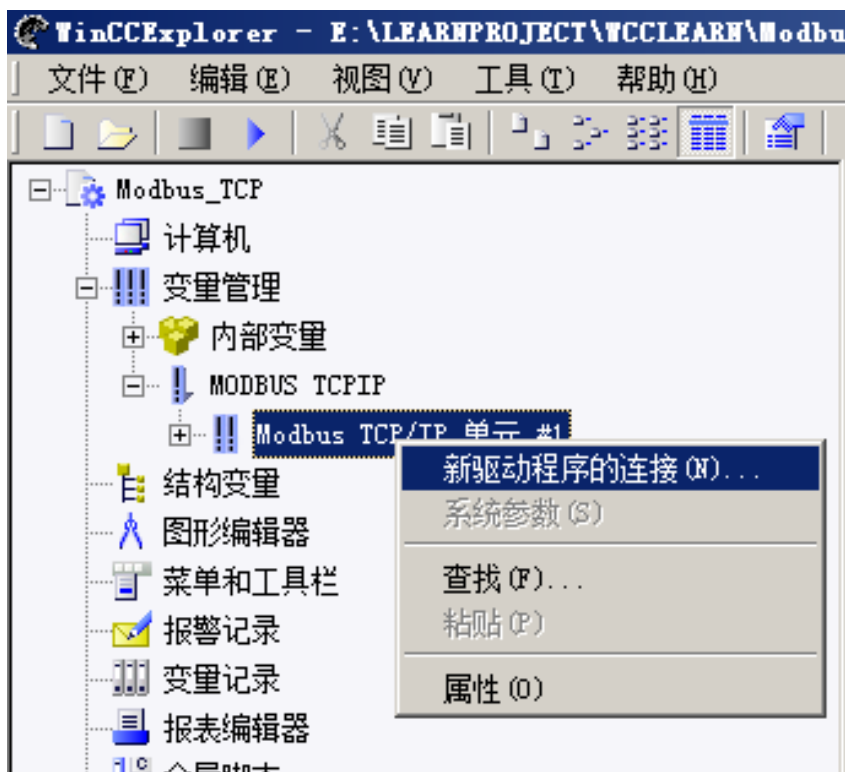 WinCCExplorer - E:\LEARNPROJECT\WCCLEARN\Modbu
文件(F) 编辑(E) 视图(V) 工具(T) 帮助(H)
Modbus_TCP
计算机
变量管理
内部变量
MODBUS TCPIP
Modbus TCP/IP 单元 #1
新驱动程序的连接(N)...
系统参数(S)
查找(F)...
粘贴(P)
属性(O)
结构变量
图形编辑器
菜单和工具栏
报警记录
变量记录
报表编辑器
全局脚本